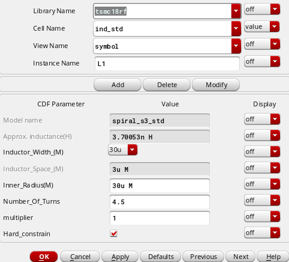 Library Name tsmc18rf off
Cell Name ind_std value
View Name symbol off
Instance Name L1 off
Add Delete Modify
CDF Parameter Value Display
Model name spiral_s3_std off
Approx. Inductance(H) 3.70053n H off
Inductor_Width_(M) 30u off
Inductor_Space_(M) 3u M off
Inner_Radius(M) 30u M off
Number_Of_Turns 4.5 off
multiplier 1 off
Hard_constrain off
OK Cancel Apply Defaults Previous Next Help